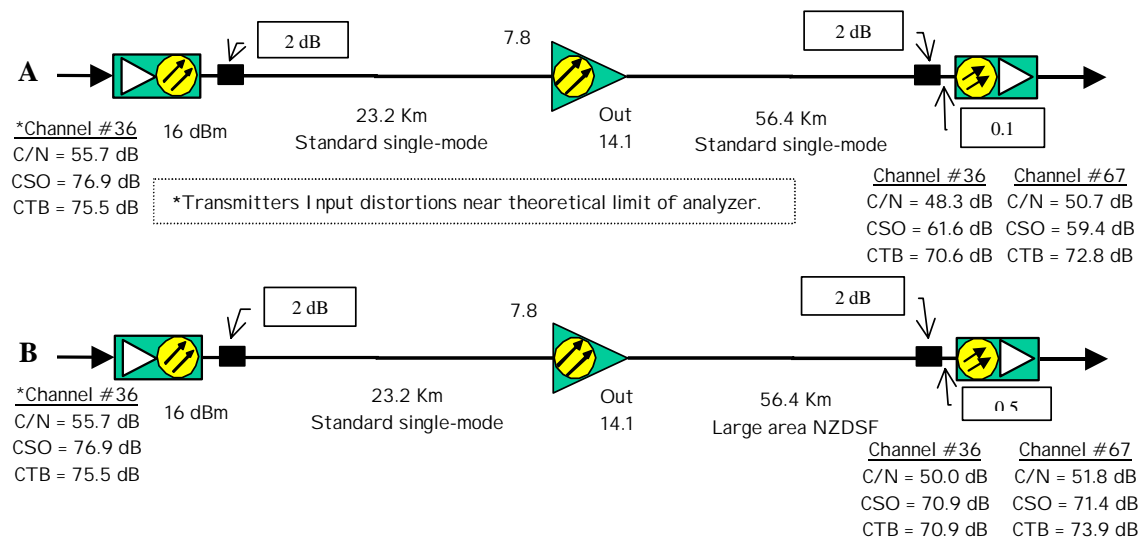 2 dB
7.8
2 dB
A
23.2 Km
Standard single-mode
Out
14.1
56.4 Km
Standard single-mode
0.1
*Channel #36
C/N = 55.7 dB
CSO = 76.9 dB
CTB = 75.5 dB
16 dBm
*Transmitters Input distortions near theoretical limit of analyzer.
Channel #36
C/N = 48.3 dB
CSO = 61.6 dB
CTB = 70.6 dB
Channel #67
C/N = 50.7 dB
CSO = 59.4 dB
CTB = 72.8 dB
2 dB
7.8
2 dB
B
23.2 Km
Standard single-mode
Out
14.1
56.4 Km
Large area NZDSF
0.5
*Channel #36
C/N = 55.7 dB
CSO = 76.9 dB
CTB = 75.5 dB
16 dBm
Channel #36
C/N = 50.0 dB
CSO = 70.9 dB
CTB = 70.9 dB
Channel #67
C/N = 51.8 dB
CSO = 71.4 dB
CTB = 73.9 dB